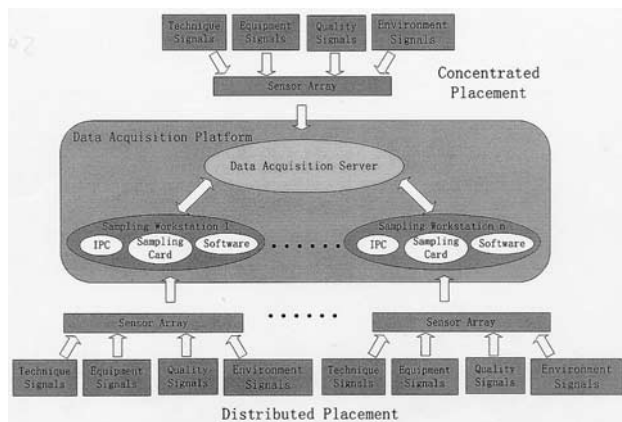 Technique
Signals
Equipment
Signals
Quality
Signals
Environment
Signals
Sensor Array
Concentrated
Placement
Data Acquisition Platform
Data Acquisition Server
Sampling Workstation 1
IPC
Sampling
Card
Software
......
Sampling Workstation n
IPC
Sampling
Card
Software
Sensor Array
......
Sensor Array
Technique
Signals
Equipment
Signals
Quality
Signals
Environment
Signals
Technique
Signals
Equipment
Signals
Quality
Signals
Environment
Signals
Distributed Placement